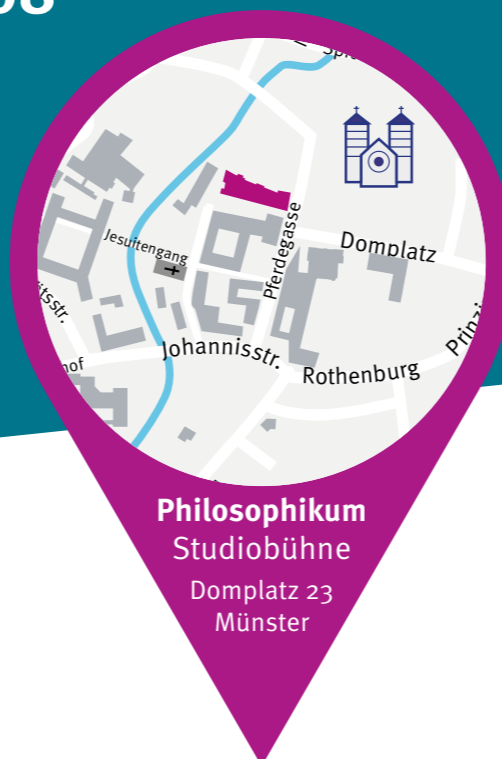 Jesuitengang
Domplatz
Pferdegasse
Johannisstr.
Rothenburg
Philosophikum
Studiobühne
Domplatz 23
Münster